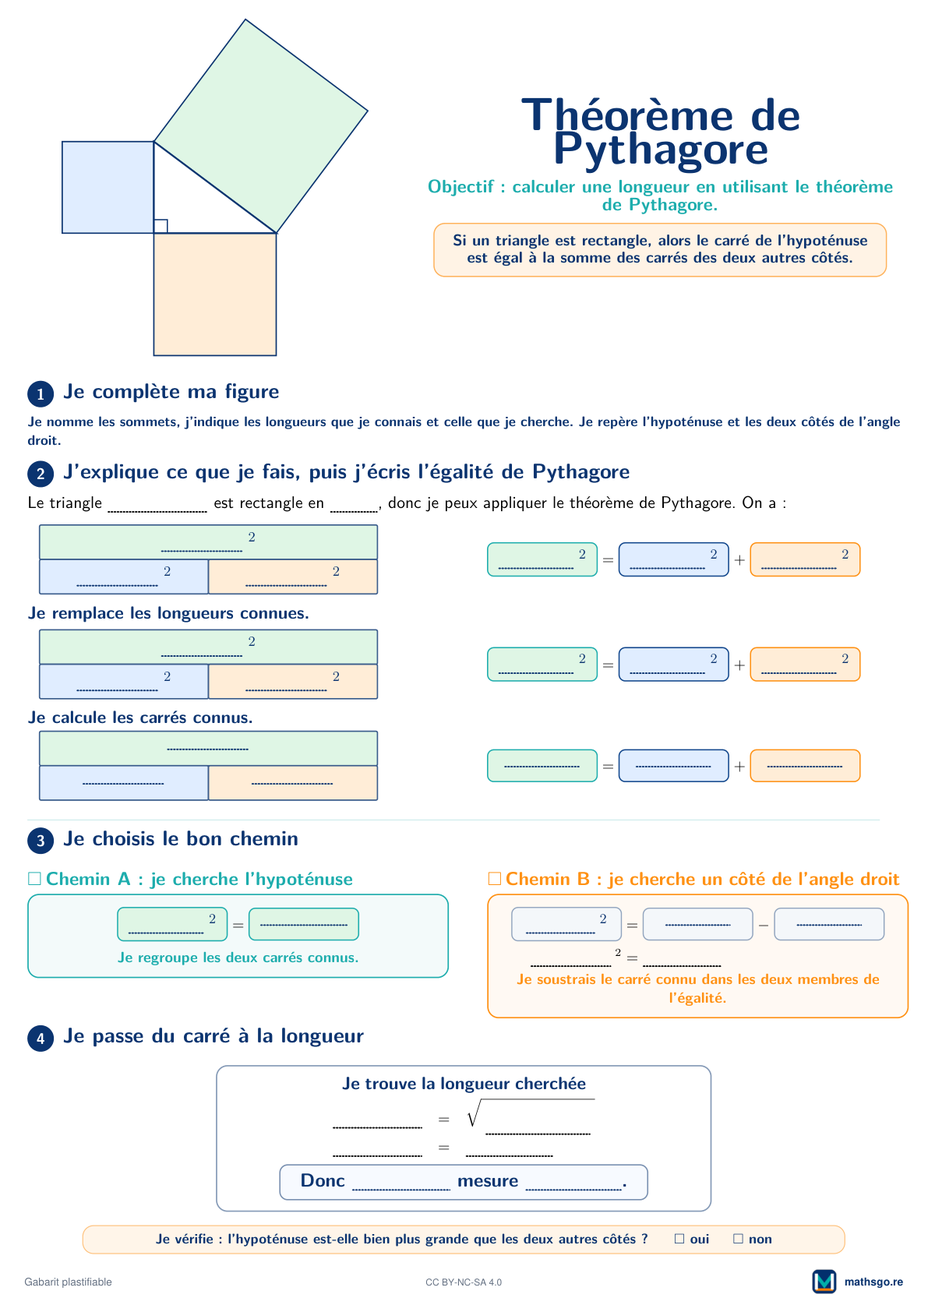 Théorème de
Pythagore
Objectif : calculer une longueur en utilisant le théorème
de Pythagore.
Si un triangle est rectangle, alors le carré de l'hypoténuse
est égal à la somme des carrés des deux autres côtés.
1 Je complète ma figure
Je nomme les sommets, j'indique les longueurs que je connais et celle que je cherche. Je repère l'hypoténuse et les deux côtés de l'angle
droit.
2 J'explique ce que je fais, puis j'écris l'égalité de Pythagore
Le triangle ............ est rectangle en ......, donc je peux appliquer le théorème de Pythagore. On a :
............ 2
............ 2 ............ 2
............ 2 = ............ 2 + ............ 2
Je remplace les longueurs connues.
............ 2
............ 2 ............ 2
............ 2 = ............ 2 + ............ 2
Je calcule les carrés connus.
............
............ ............
............ = ............ + ............
3 Je choisis le bon chemin
☐ Chemin A : je cherche l'hypoténuse
............ 2 = ............
Je regroupe les deux carrés connus.
☐ Chemin B : je cherche un côté de l'angle droit
............ 2 = ............ − ............
............ 2 = ............
Je soustrais le carré connu dans les deux membres de
l'égalité.
4 Je passe du carré à la longueur
Je trouve la longueur cherchée
............ = √............
............ = ............
Donc ............ mesure .............
Je vérifie : l'hypoténuse est-elle bien plus grande que les deux autres côtés ? ☐ oui ☐ non
Gabarit plastifiable
CC BY-NC-SA 4.0
mathsgo.re